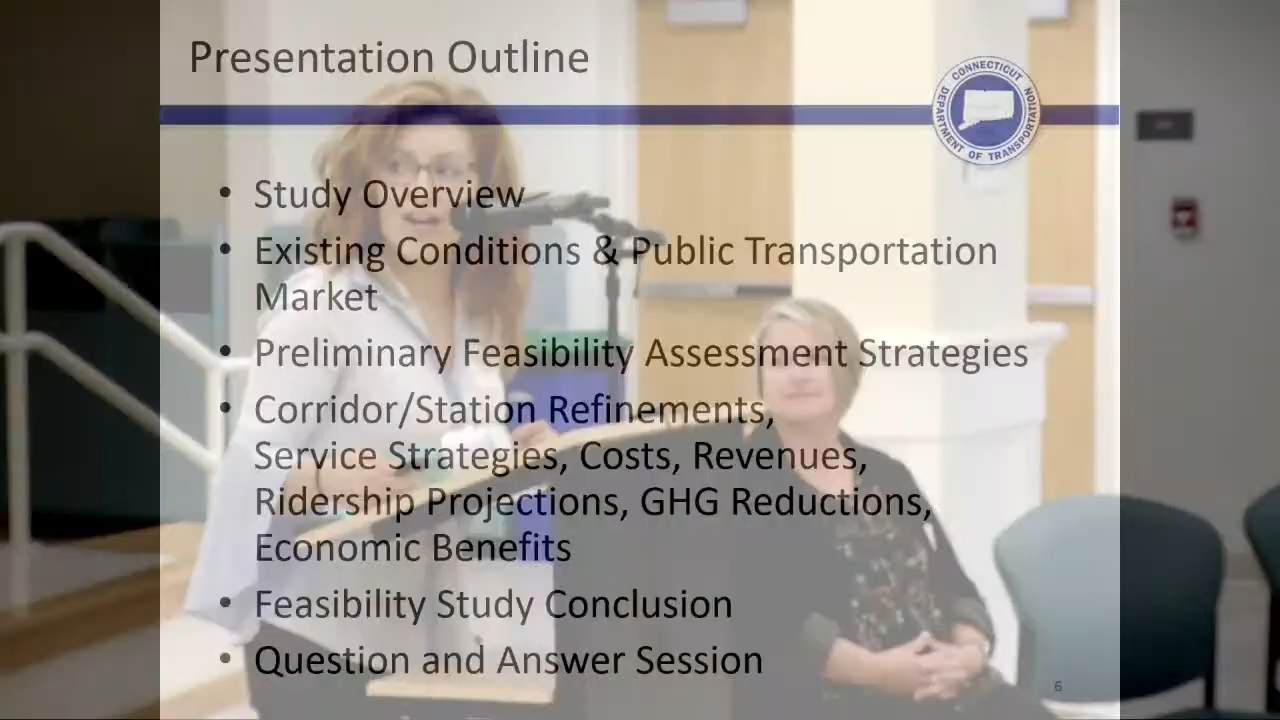 Presentation Outline
CONNECTICUT
DEPARTMENT OF TRANSPORTATION
• Study Overview
• Existing Conditions & Public Transportation
Market
• Preliminary Feasibility Assessment Strategies
• Corridor/Station Refinements,
Service Strategies, Costs, Revenues,
Ridership Projections, GHG Reductions,
Economic Benefits
• Feasibility Study Conclusion
• Question and Answer Session
6